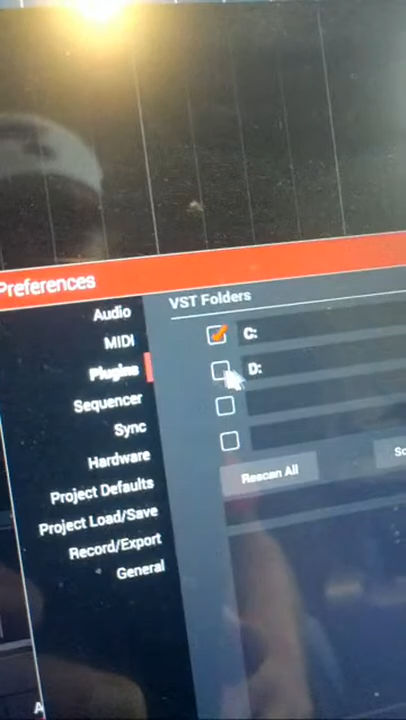 Preferences
VST Folders
Audio
C:
MIDI
D:
Plugins
Sequencer
Sync
Hardware
Rescan All
Project Defaults
Project Load/Save
Record/Export
General
A